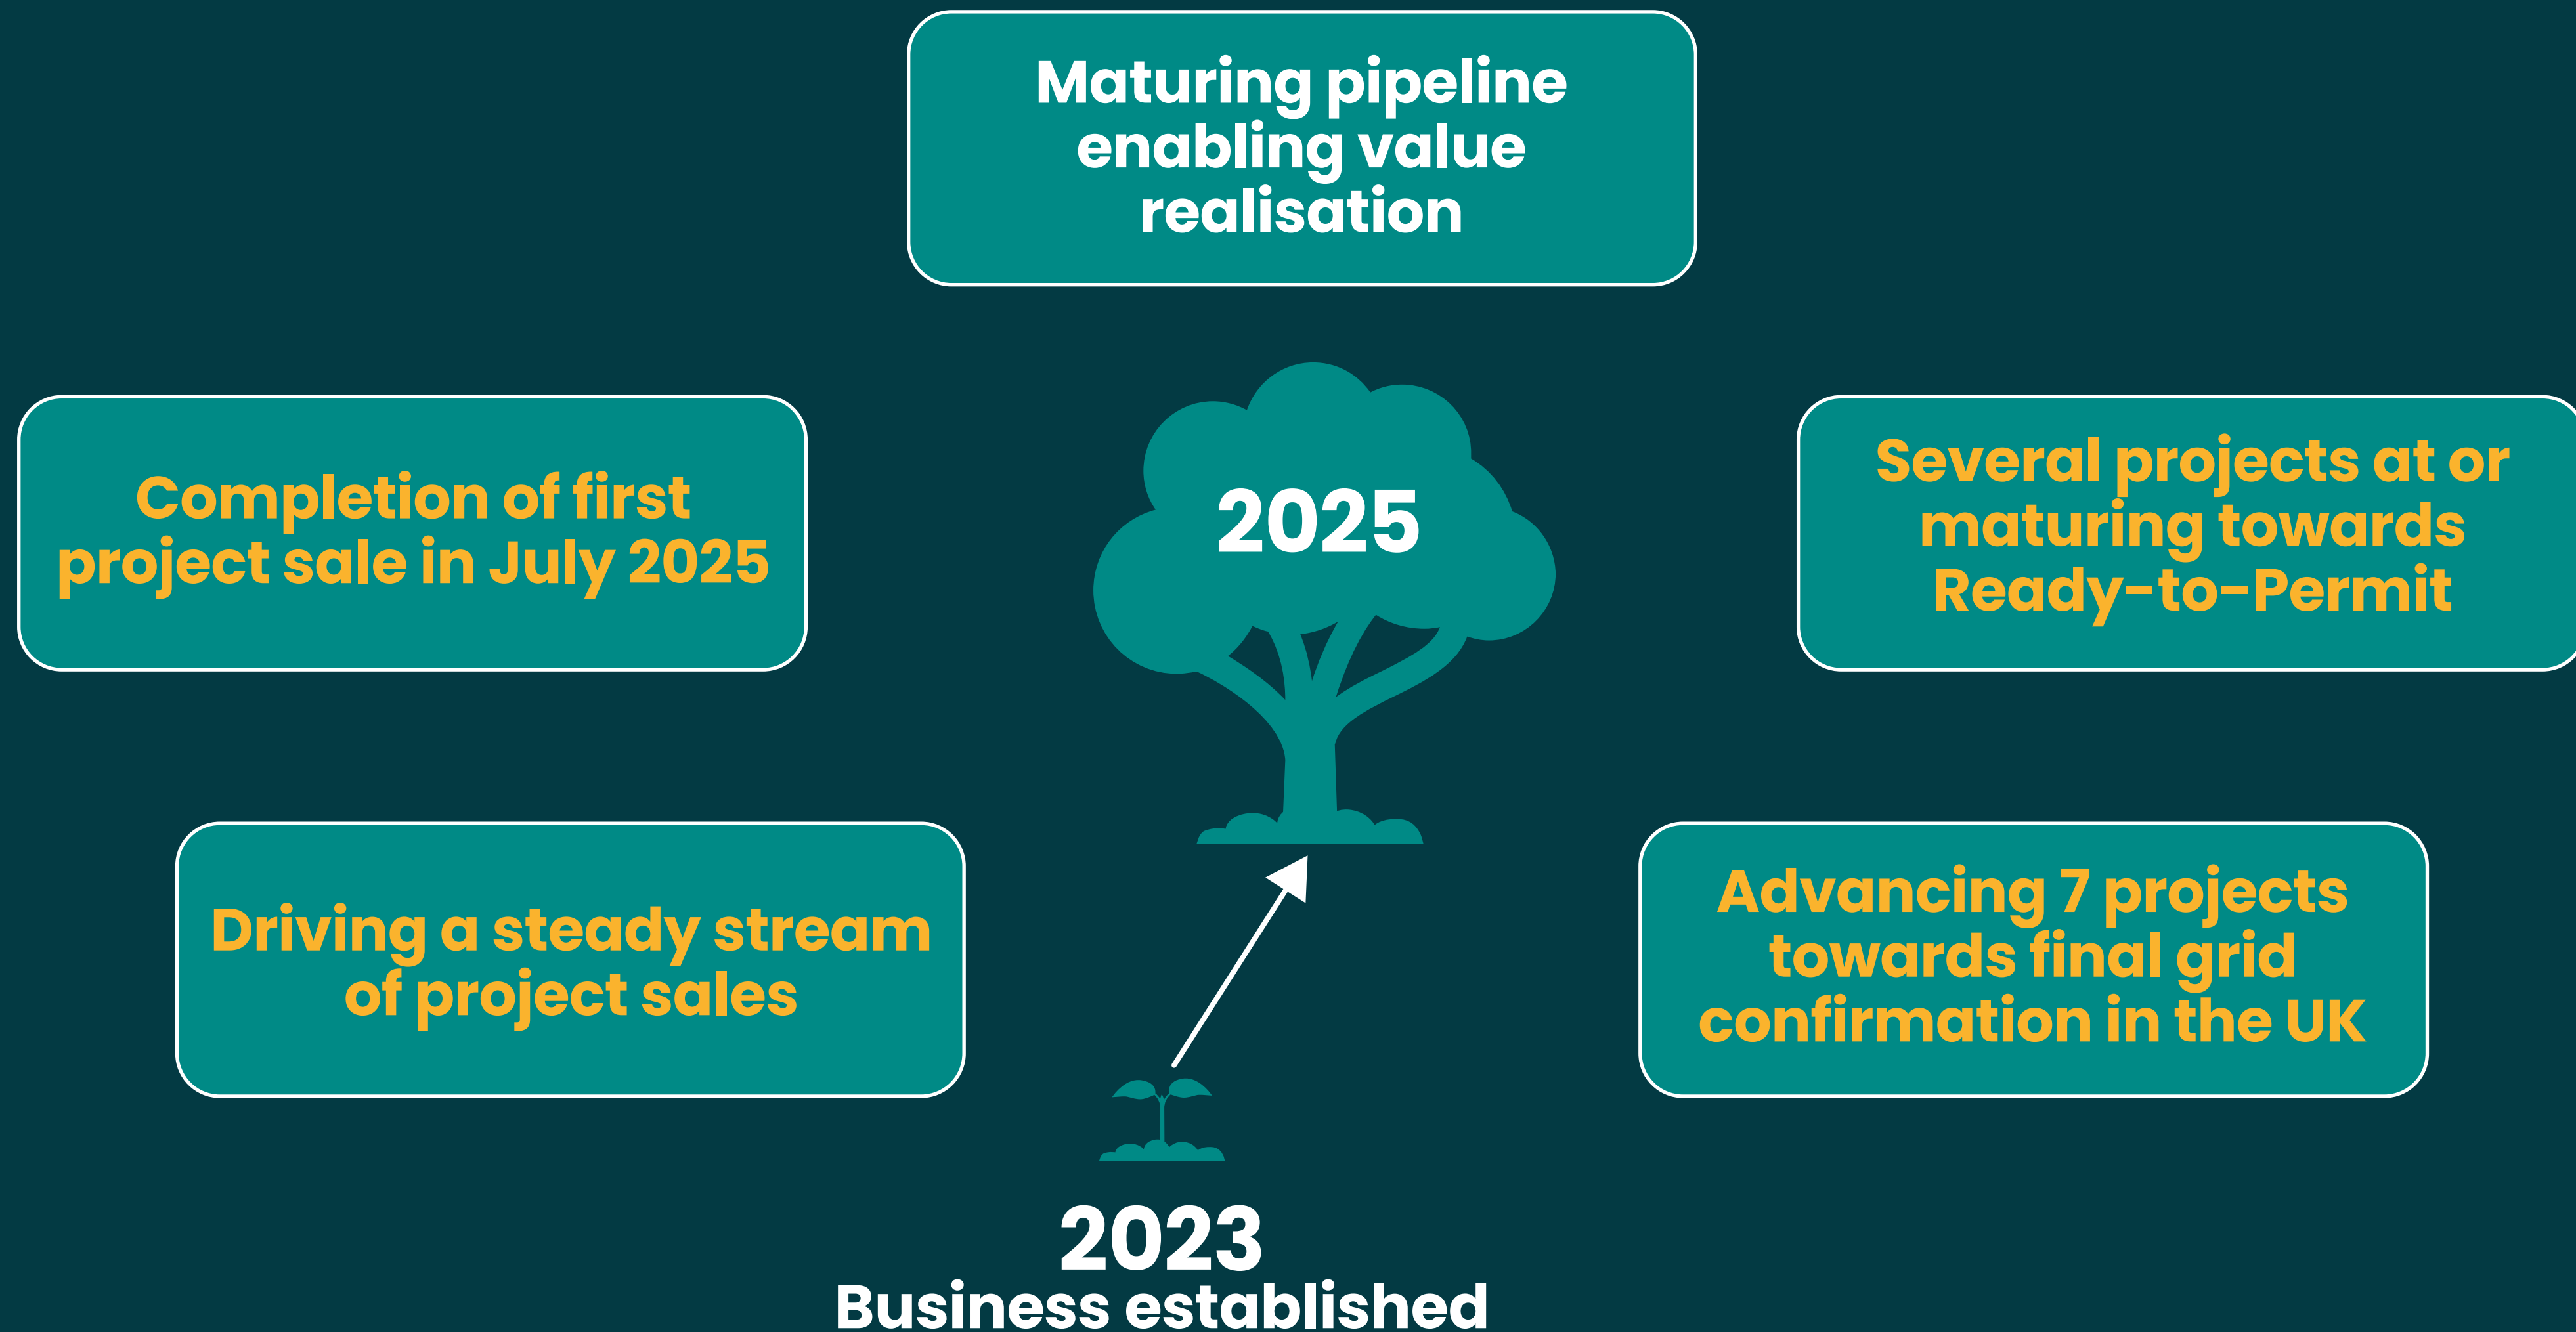 Maturing pipeline
enabling value
realisation
Completion of first
project sale in July 2025
2025
Several projects at or
maturing towards
Ready-to-Permit
Driving a steady stream
of project sales
Advancing 7 projects
towards final grid
confirmation in the UK
2023
Business established